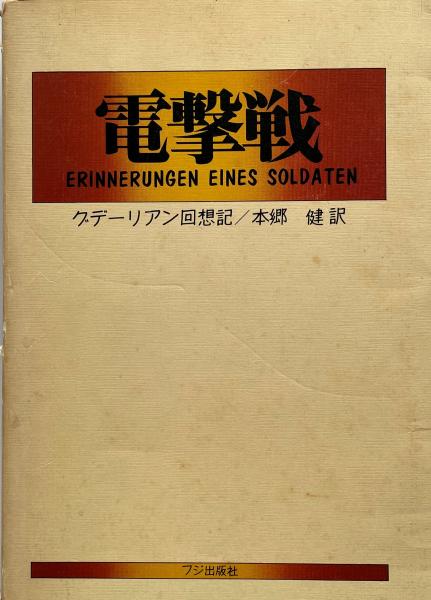 電撃戦
ERINNERUNGEN EINES SOLDATEN
グデーリアン回想記/本郷 健訳
フジ出版社